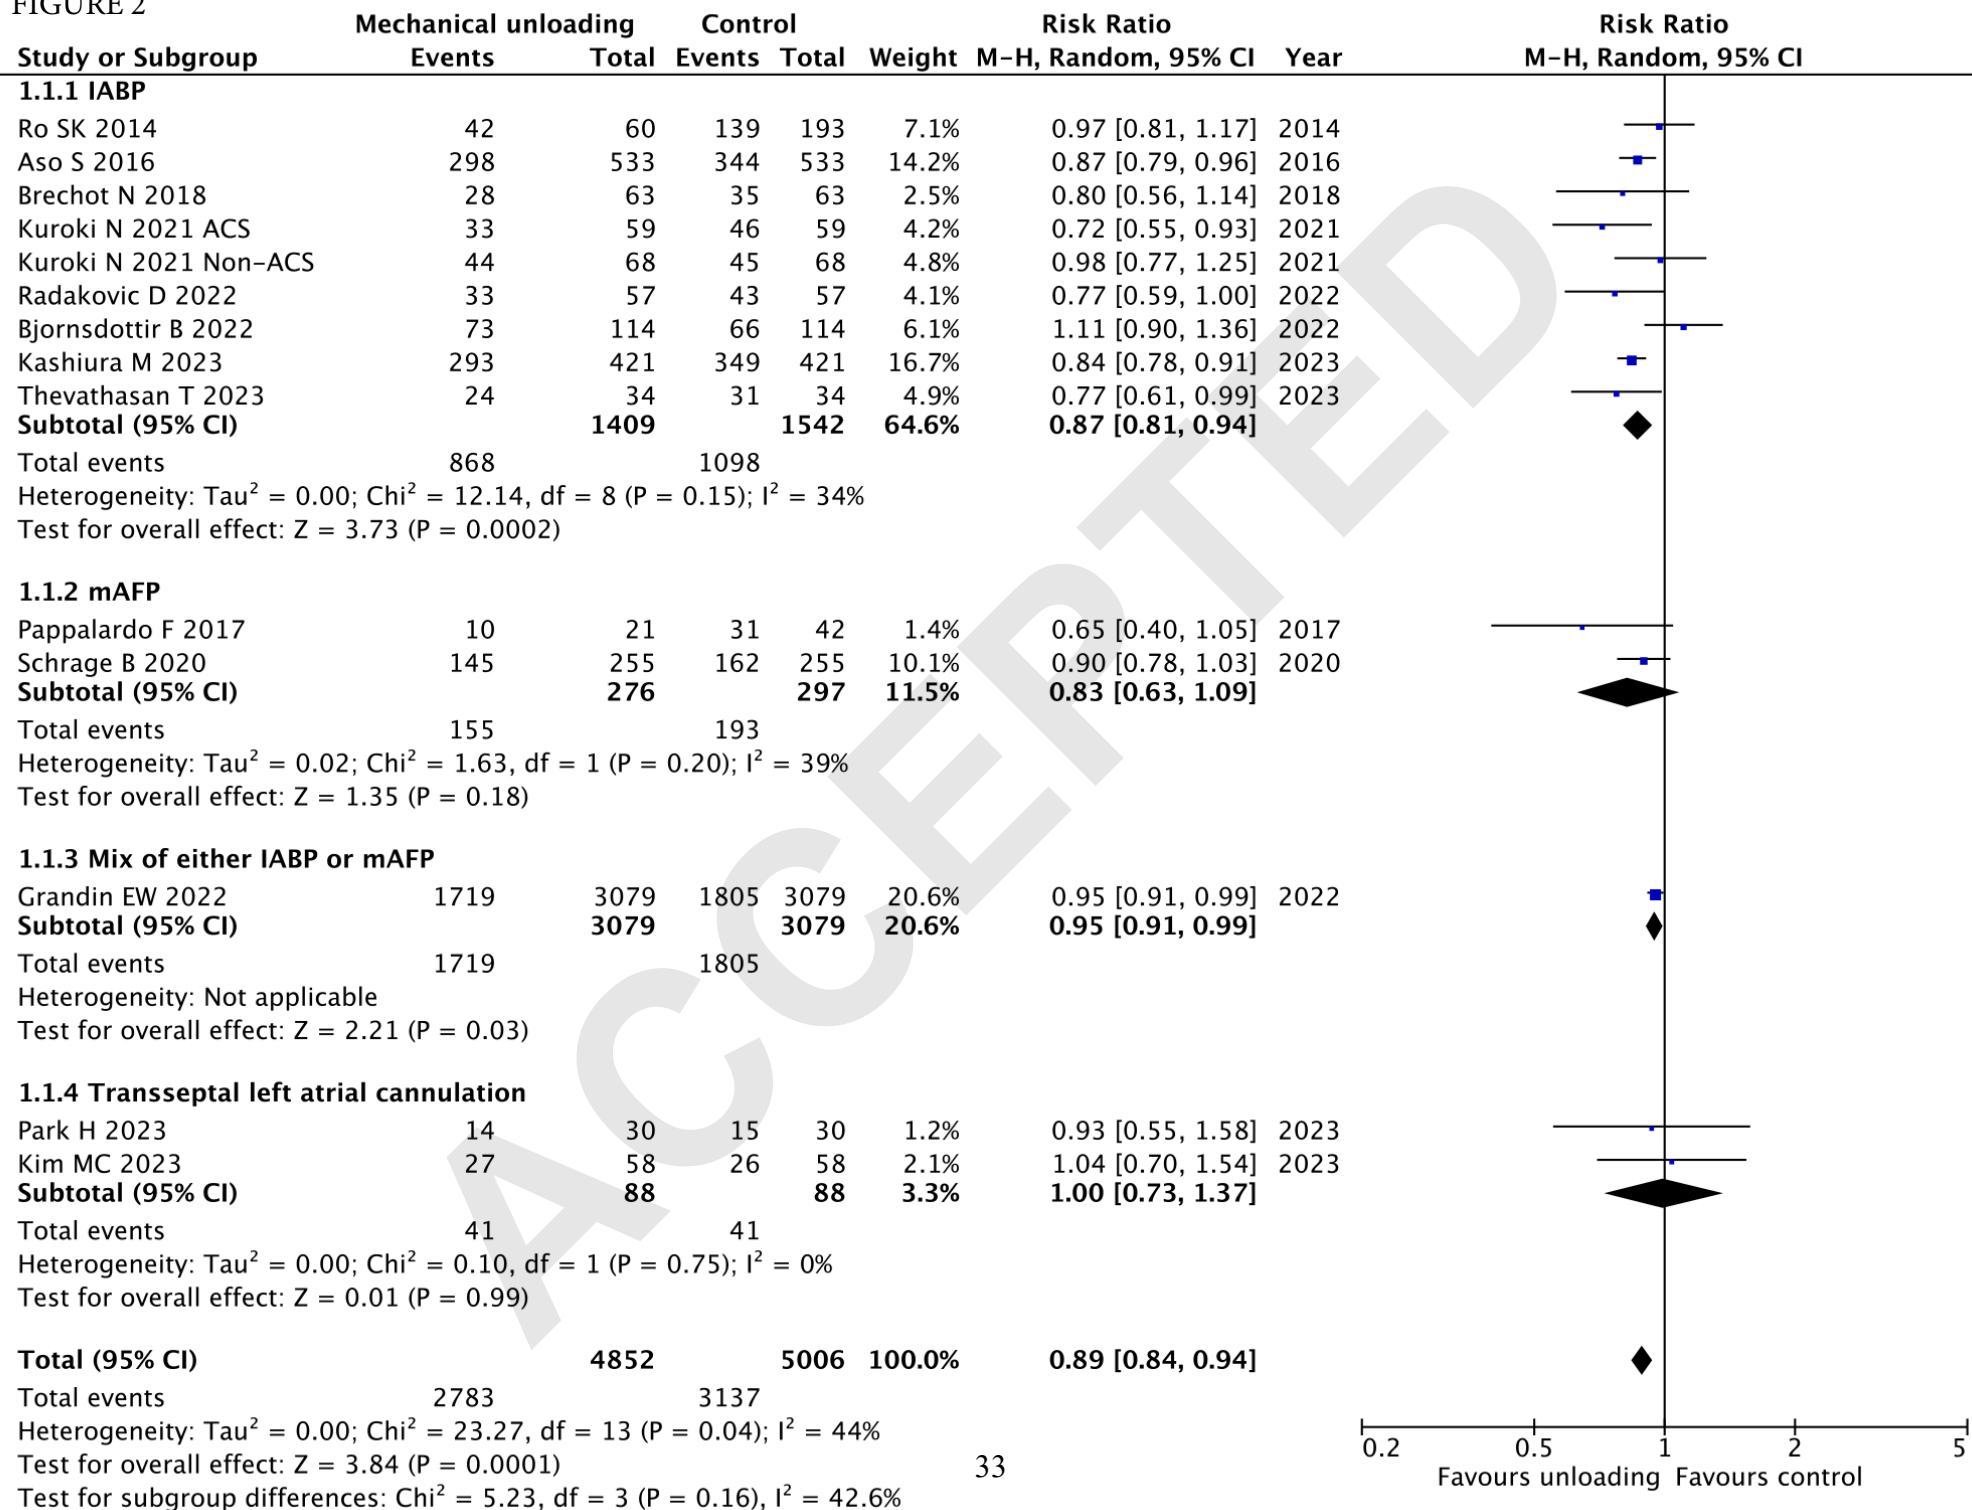 FIGURE 2
Mechanical unloading Control Risk Ratio Risk Ratio
Study or Subgroup Events Total Events Total Weight M-H, Random, 95% CI Year M-H, Random, 95% CI
1.1.1 IABP
Ro SK 2014 42 60 139 193 7.1% 0.97 [0.81, 1.17] 2014
Aso S 2016 298 533 344 533 14.2% 0.87 [0.79, 0.96] 2016
Brechot N 2018 28 63 35 63 2.5% 0.80 [0.56, 1.14] 2018
Kuroki N 2021 ACS 33 59 46 59 4.2% 0.72 [0.55, 0.93] 2021
Kuroki N 2021 Non-ACS 44 68 45 68 4.8% 0.98 [0.77, 1.25] 2021
Radakovic D 2022 33 57 43 57 4.1% 0.77 [0.59, 1.00] 2022
Bjornsdottir B 2022 73 114 66 114 6.1% 1.11 [0.90, 1.36] 2022
Kashiura M 2023 293 421 349 421 16.7% 0.84 [0.78, 0.91] 2023
Thevathasan T 2023 24 34 31 34 4.9% 0.77 [0.61, 0.99] 2023
Subtotal (95% CI) 1409 1542 64.6% 0.87 [0.81, 0.94]
Total events 868 1098
Heterogeneity: Tau² = 0.00; Chi² = 12.14, df = 8 (P = 0.15); I² = 34%
Test for overall effect: Z = 3.73 (P = 0.0002)
1.1.2 mAFP
Pappalardo F 2017 10 21 31 42 1.4% 0.65 [0.40, 1.05] 2017
Schrage B 2020 145 255 162 255 10.1% 0.90 [0.78, 1.03] 2020
Subtotal (95% CI) 276 297 11.5% 0.83 [0.63, 1.09]
Total events 155 193
Heterogeneity: Tau² = 0.02; Chi² = 1.63, df = 1 (P = 0.20); I² = 39%
Test for overall effect: Z = 1.35 (P = 0.18)
1.1.3 Mix of either IABP or mAFP
Grandin EW 2022 1719 3079 1805 3079 20.6% 0.95 [0.91, 0.99] 2022
Subtotal (95% CI) 3079 3079 20.6% 0.95 [0.91, 0.99]
Total events 1719 1805
Heterogeneity: Not applicable
Test for overall effect: Z = 2.21 (P = 0.03)
1.1.4 Transseptal left atrial cannulation
Park H 2023 14 30 15 30 1.2% 0.93 [0.55, 1.58] 2023
Kim MC 2023 27 58 26 58 2.1% 1.04 [0.70, 1.54] 2023
Subtotal (95% CI) 88 88 3.3% 1.00 [0.73, 1.37]
Total events 41 41
Heterogeneity: Tau² = 0.00; Chi² = 0.10, df = 1 (P = 0.75); I² = 0%
Test for overall effect: Z = 0.01 (P = 0.99)
Total (95% CI) 4852 5006 100.0% 0.89 [0.84, 0.94]
Total events 2783 3137
Heterogeneity: Tau² = 0.00; Chi² = 23.27, df = 13 (P = 0.04); I² = 44%
Test for overall effect: Z = 3.84 (P = 0.0001)
Test for subgroup differences: Chi² = 5.23, df = 3 (P = 0.16), I² = 42.6%
0.2 0.5 1 2 5
Favours unloading Favours control
33
ACCEPTED